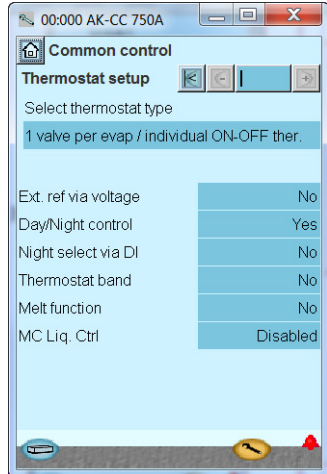 00:000 AK-CC 750A
Common control
Thermostat setup
Select thermostat type
1 valve per evap / individual ON-OFF ther.
Ext. ref via voltage No
Day/Night control Yes
Night select via DI No
Thermostat band No
Melt function No
MC Liq. Ctrl Disabled